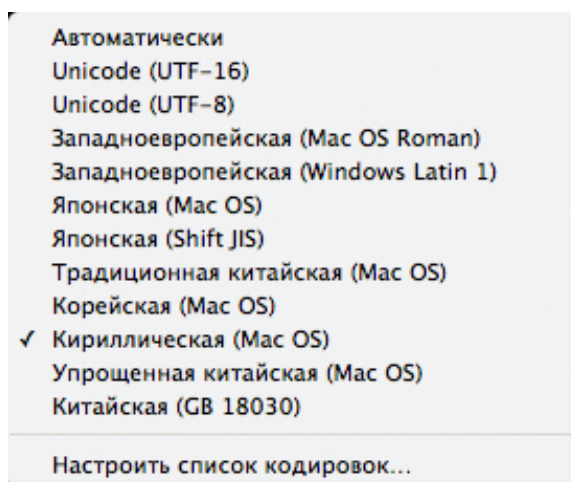 Автоматически
Unicode (UTF-16)
Unicode (UTF-8)
Западноевропейская (Mac OS Roman)
Западноевропейская (Windows Latin 1)
Японская (Mac OS)
Японская (Shift JIS)
Традиционная китайская (Mac OS)
Корейская (Mac OS)
✓ Кириллическая (Mac OS)
Упрощенная китайская (Mac OS)
Китайская (GB 18030)
Настроить список кодировок...